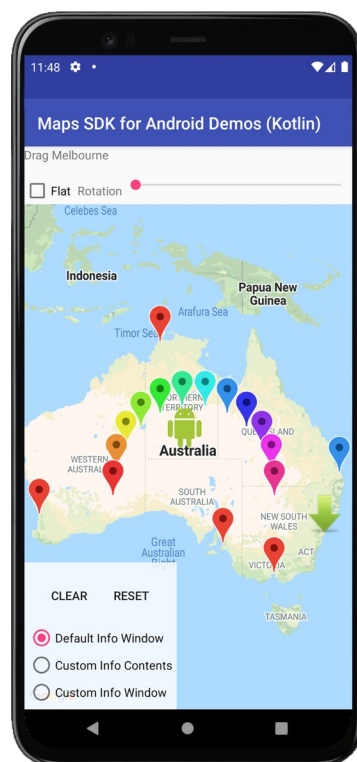 11:48
Maps SDK for Android Demos (Kotlin)
Drag Melbourne
Flat Rotation
Celebes Sea
Indonesia
Papua New
Guinea
Arafura Sea
Timor Sea
NORTHERN
TERRITORY
QUEENSLAND
Australia
WESTERN
AUSTRALIA
SOUTH
AUSTRALIA
NEW SOUTH
WALES
Great
Australian
Bight
ACT
VICTORIA
TASMANIA
CLEAR RESET
Default Info Window
Custom Info Contents
Custom Info Window